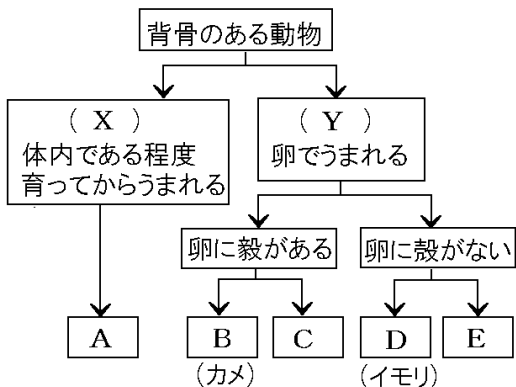 背骨のある動物
( X )
体内である程度
育ってからうまれる
( Y )
卵でうまれる
卵に毅がある
卵に殻がない
A
B
C
D
E
(カメ)
(イモリ)